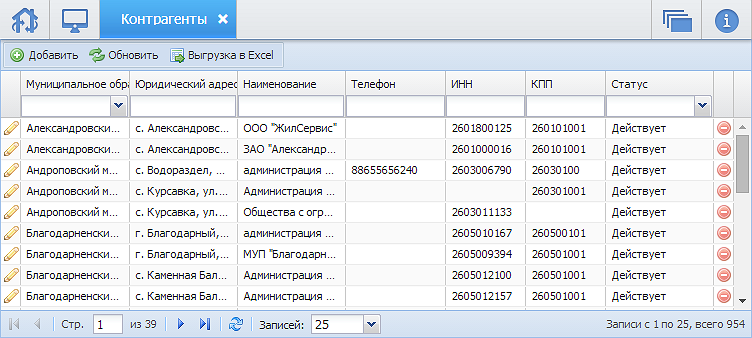 Контрагенты
Добавить Обновить Выгрузка в Excel
Муниципальное обра Юридический адрес Наименование Телефон ИНН КПП Статус
Александровски... с. Александровс... ООО "ЖилСервис" 2601800125 260101001 Действует
Александровски... с. Александровс... ЗАО "Александр... 2601000016 260101001 Действует
Андроповский м... с. Водораздел, ... администрация ... 88655656240 2603006790 26030100 Действует
Андроповский м... с. Курсавка, ул.... Администрация ... 260301001 Действует
Андроповский м... с. Курсавка, ул.... Общества с огр... 2603011133 Действует
Благодарненски... г. Благодарный,... администрация ... 2605010167 260500101 Действует
Благодарненски... г. Благодарный,... МУП "Благодарн... 2605009394 260501001 Действует
Благодарненски... с. Каменная Бал... Администрация ... 2605012100 260501001 Действует
Благодарненски... с. Каменная Бал... Администрация ... 2605012157 260501001 Действует
Стр. 1 из 39 Записей: 25 Записи с 1 по 25, всего 954